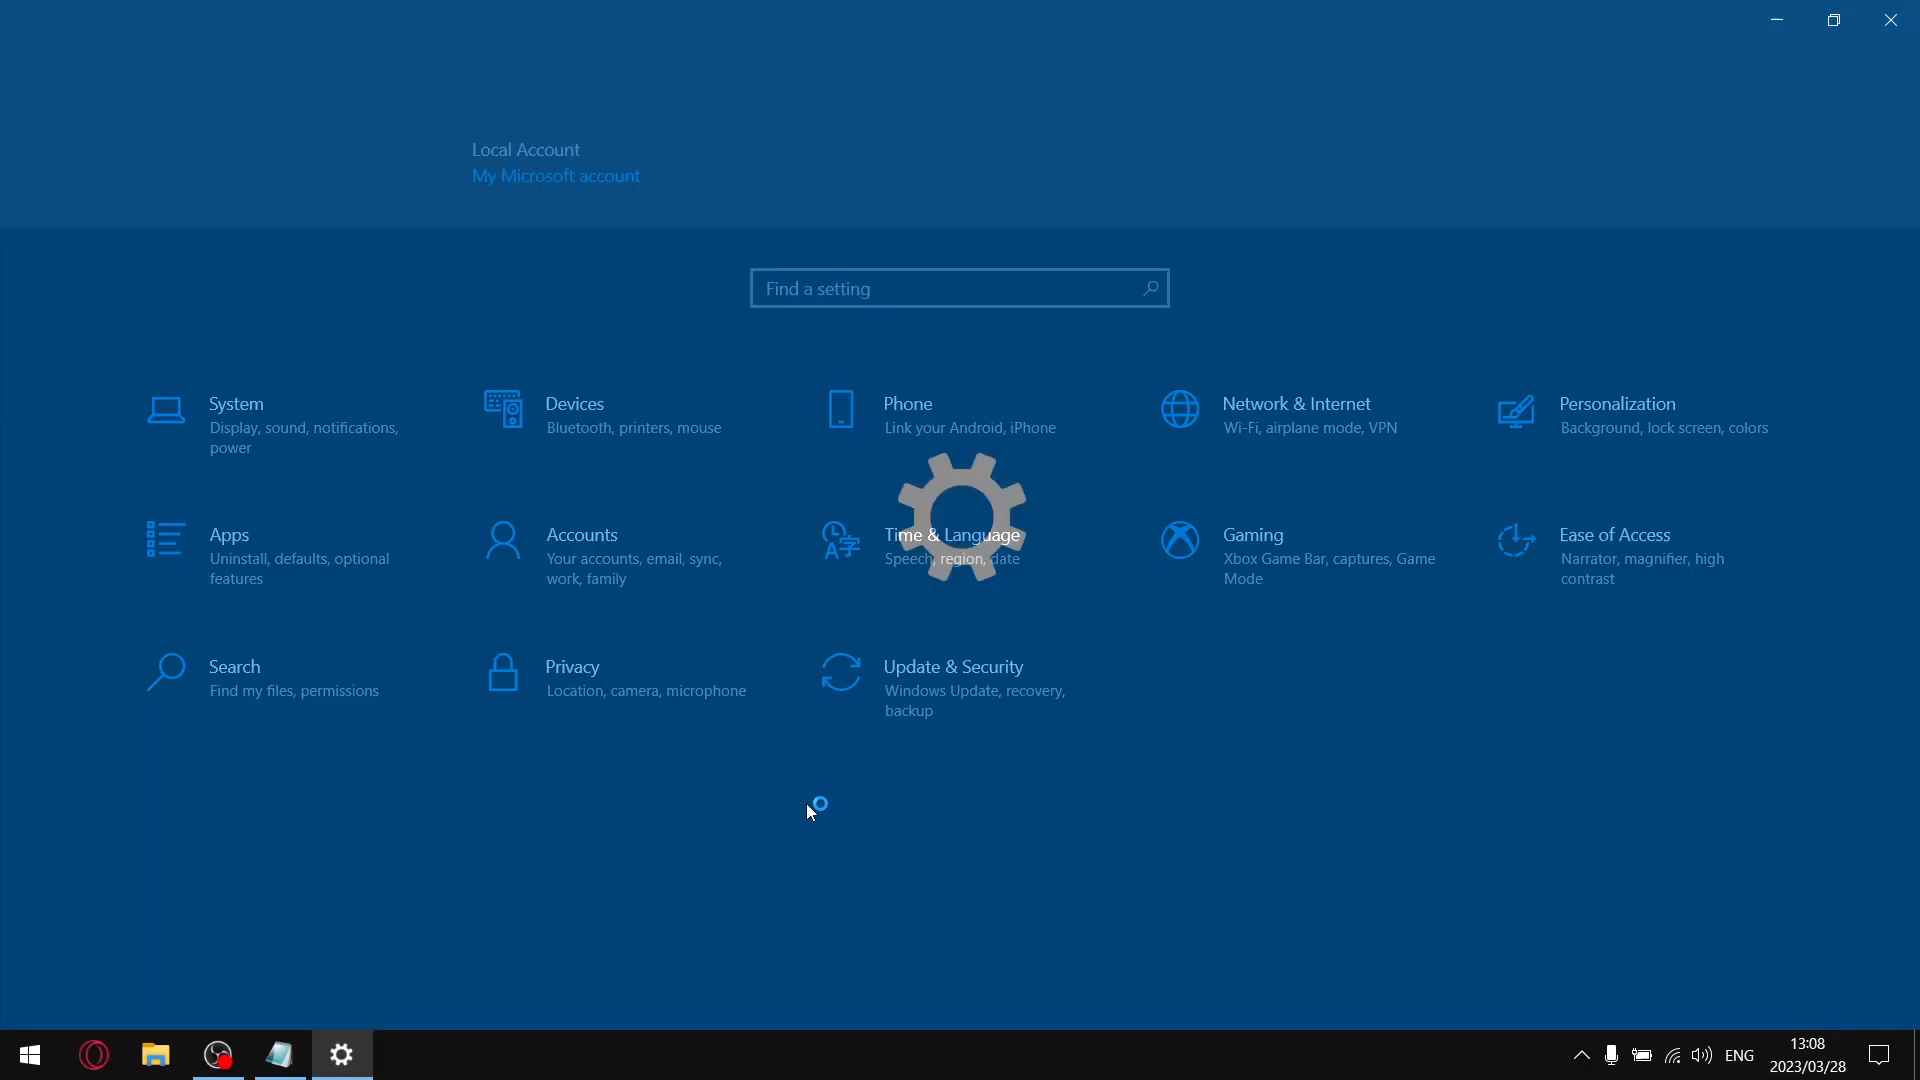 Local Account
My Microsoft account
Find a setting
System
Display, sound, notifications,
power
Devices
Bluetooth, printers, mouse
Phone
Link your Android, iPhone
Network & Internet
Wi-Fi, airplane mode, VPN
Personalization
Background, lock screen, colors
Apps
Uninstall, defaults, optional
features
Accounts
Your accounts, email, sync,
work, family
Time & Language
Speech, region, date
Gaming
Xbox Game Bar, captures, Game
Mode
Ease of Access
Narrator, magnifier, high
contrast
Search
Find my files, permissions
Privacy
Location, camera, microphone
Update & Security
Windows Update, recovery,
backup
ENG
13:08
2023/03/28